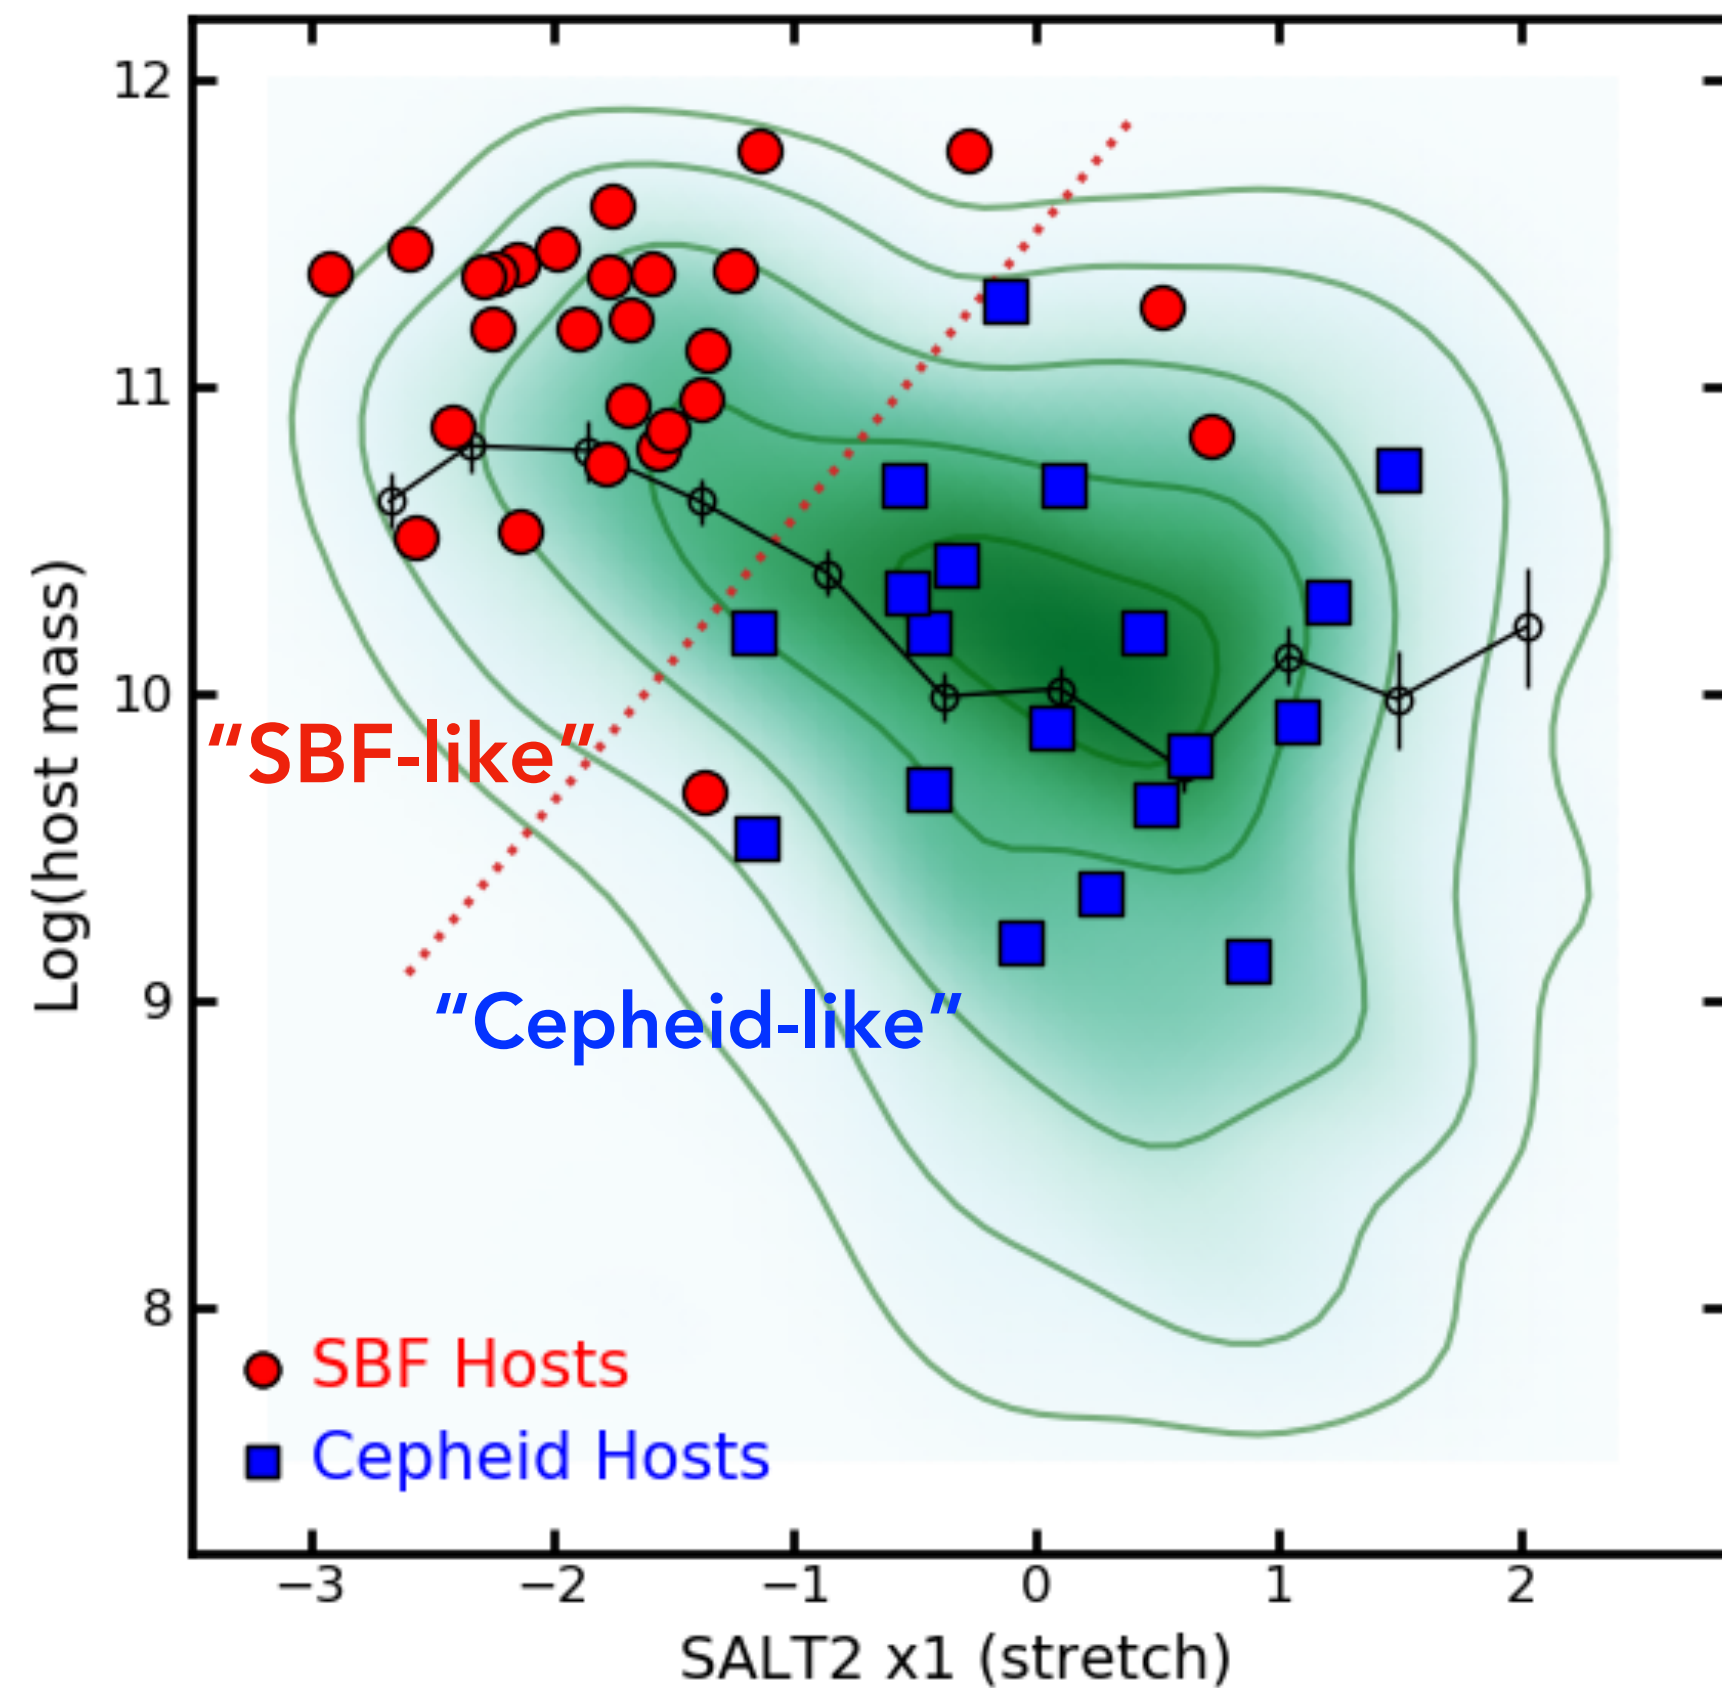 12
11
10
9
8
Log(host mass)
“SBF-like”
“Cepheid-like”
SBF Hosts
Cepheid Hosts
−3 −2 −1 0 1 2
SALT2 x1 (stretch)